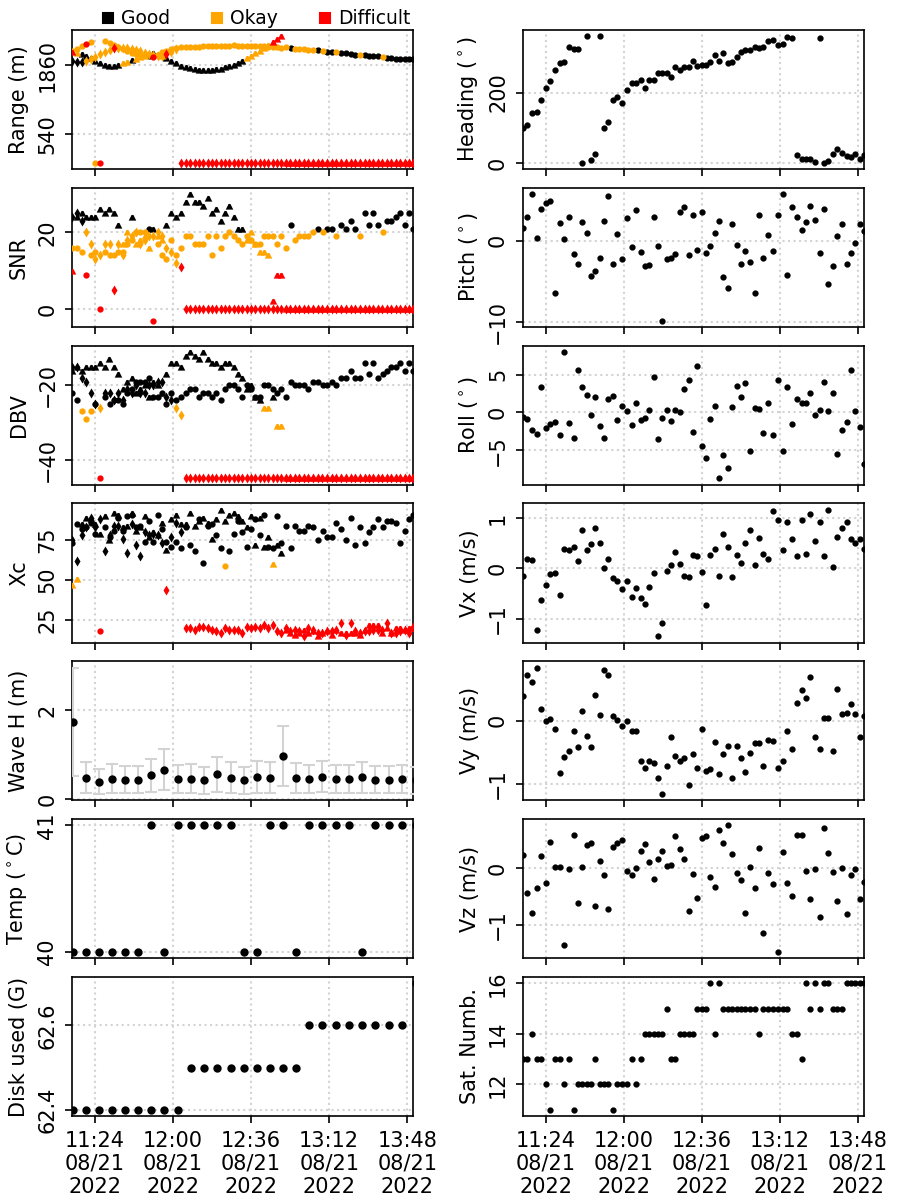 Good Okay Difficult
Range (m)
1860
540
Heading (°)
200
0
SNR
20
0
Pitch (°)
0
−10
DBV
−20
−40
Roll (°)
5
0
−5
Xc
75
50
25
Vx (m/s)
1
0
−1
Wave H (m)
2
0
Vy (m/s)
0
−1
Temp (°C)
41
40
Vz (m/s)
0
−1
Disk used (G)
62.6
62.4
Sat. Numb.
16
14
12
11:24 12:00 12:36 13:12 13:48
08/21 08/21 08/21 08/21 08/21
2022 2022 2022 2022 2022
11:24 12:00 12:36 13:12 13:48
08/21 08/21 08/21 08/21 08/21
2022 2022 2022 2022 2022